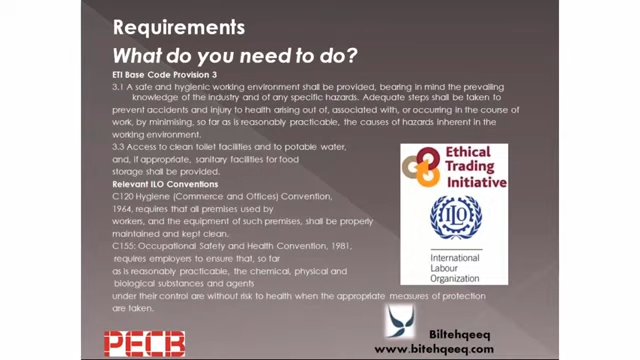 Requirements
What do you need to do?
ETI Base Code Provision 3
3.1 A safe and hygienic working environment shall be provided, bearing in mind the prevailing
knowledge of the industry and of any specific hazards. Adequate steps shall be taken to
prevent accidents and injury to health arising out of, associated with, or occurring in the course of
work, by minimising, so far as is reasonably practicable, the causes of hazards inherent in the
working environment.
3.3 Access to clean toilet facilities and to potable water,
and, if appropriate, sanitary facilities for food
storage shall be provided.
Relevant ILO Conventions
C120 Hygiene (Commerce and Offices) Convention,
1964, requires that all premises used by
workers, and the equipment of such premises, shall be properly
maintained and kept clean.
C155: Occupational Safety and Health Convention, 1981,
requires employers to ensure that, so far
as is reasonably practicable, the chemical, physical and
biological substances and agents
under their control are without risk to health when the appropriate measures of protection
are taken.
Ethical
Trading
Initiative
ILO
International
Labour
Organization
PECB
Biltehqeeq
www.bitehqeeq.com